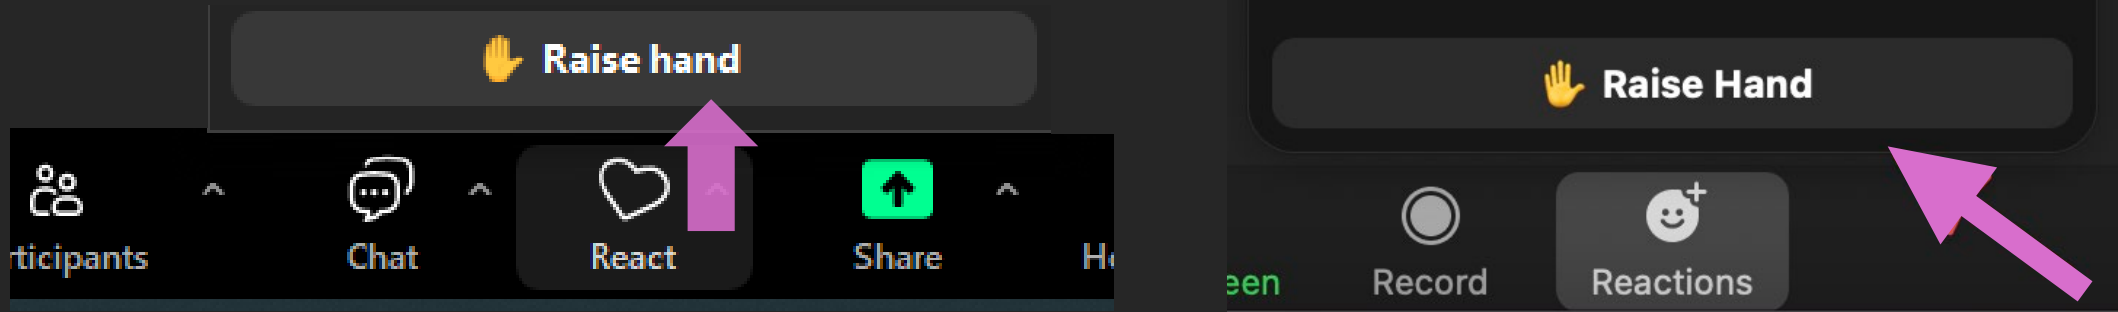 Raise hand
rticipants
Chat
React
Share
Raise Hand
een
Record
Reactions